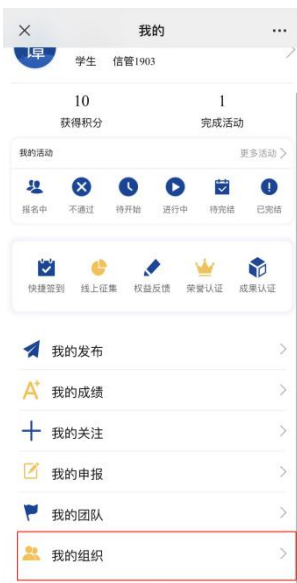 我的
学生 信管1903
10 1
获得积分 完成活动
我的活动 更多活动
报名中 不通过 待开始 进行中 待完结 已完结
快捷签到 线上征集 权益反馈 荣誉认证 成果认证
我的发布
A+ 我的成绩
我的关注
我的申报
我的团队
我的组织